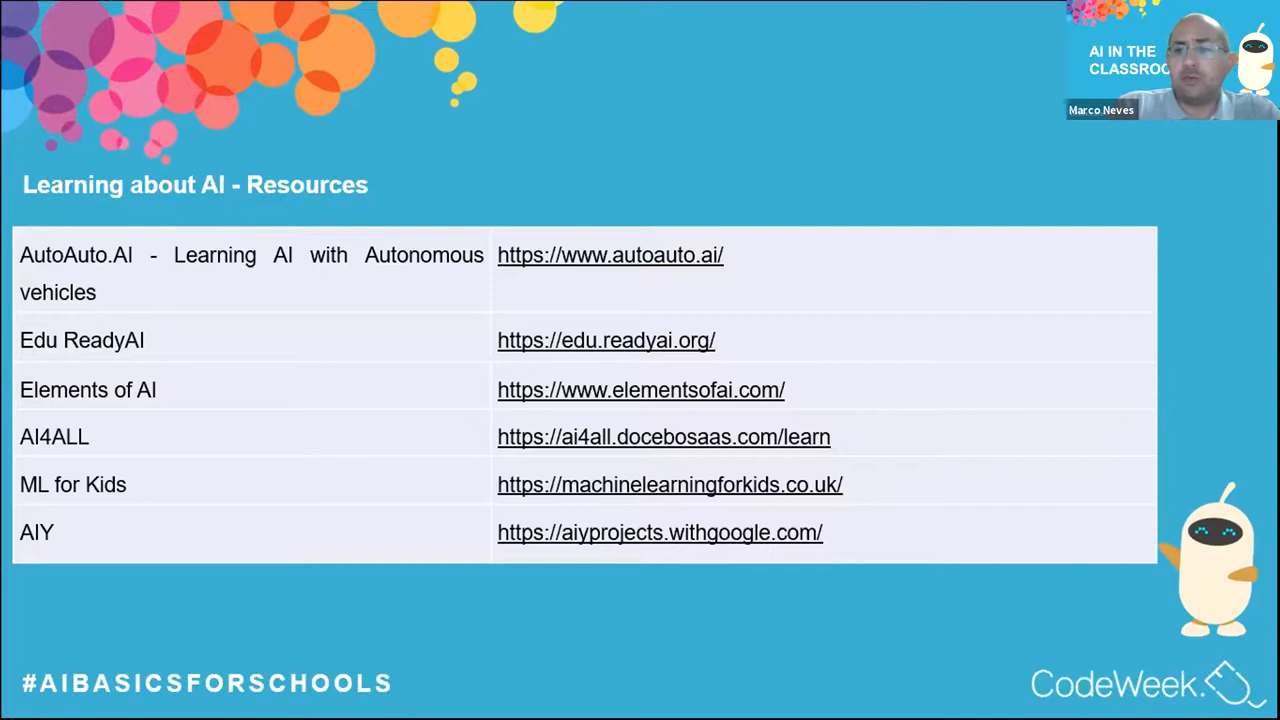 AI IN THE
CLASSROO
Marco Neves
Learning about AI - Resources
AutoAuto.AI - Learning AI with Autonomous
vehicles
https://www.autoauto.ai/
Edu ReadyAI
https://edu.readyai.org/
Elements of AI
https://www.elementsofai.com/
AI4ALL
https://ai4all.docebosaas.com/learn
ML for Kids
https://machinelearningforkids.co.uk/
AIY
https://aiyprojects.withgoogle.com/
#AIBASICSFORSCHOOLS
CodeWeek.EU